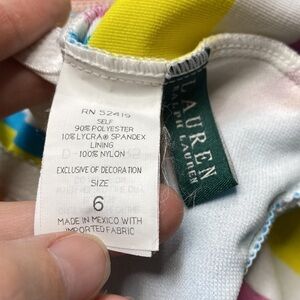 RN 52415
SELF
90% POLYESTER
10% LYCRA® SPANDEX
LINING
100% NYLON
EXCLUSIVE OF DECORATION
SIZE
6
MADE IN MEXICO WITH
IMPORTED FABRIC
LAUREN
RALPH LAUREN